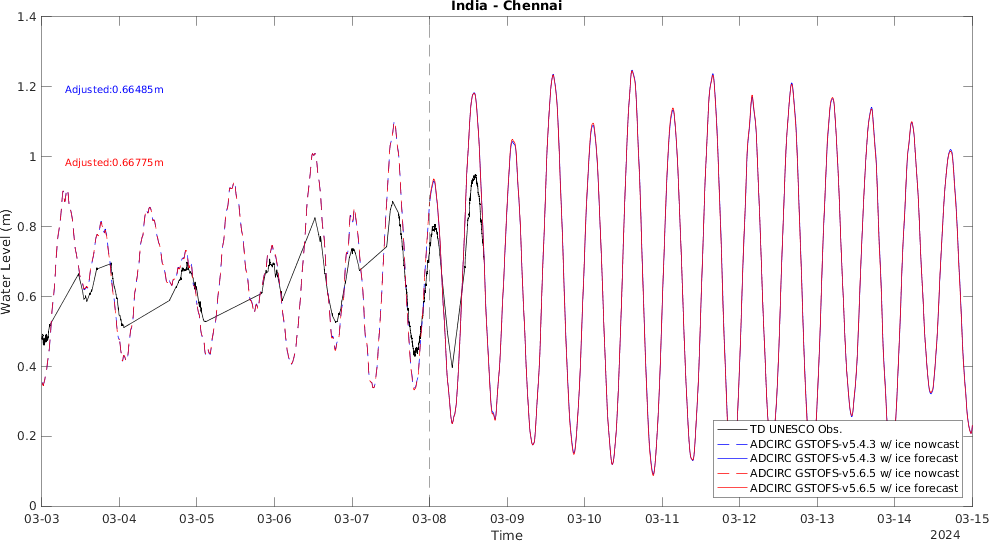 India - Chennai
1.4
1.2
1
0.8
0.6
0.4
0.2
0
Water Level (m)
Adjusted:0.66485m
Adjusted:0.66775m
TD UNESCO Obs.
ADCIRC GSTOFS-v5.4.3 w/ ice nowcast
ADCIRC GSTOFS-v5.4.3 w/ ice forecast
ADCIRC GSTOFS-v5.6.5 w/ ice nowcast
ADCIRC GSTOFS-v5.6.5 w/ ice forecast
03-03 03-04 03-05 03-06 03-07 03-08 03-09 03-10 03-11 03-12 03-13 03-14 03-15
Time
2024